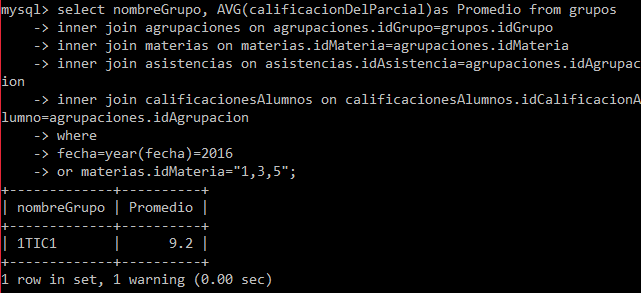 mysql> select nombreGrupo, AVG(calificacionDelParcial)as Promedio from grupos
    -> inner join agrupaciones on agrupaciones.idGrupo=grupos.idGrupo
    -> inner join materias on materias.idMateria=agrupaciones.idMateria
    -> inner join asistencias on asistencias.idAsistencia=agrupaciones.idAgrupac
ion
    -> inner join calificacionesAlumnos on calificacionesAlumnos.idCalificacionA
lumno=agrupaciones.idAgrupacion
    -> where
    -> fecha=year(fecha)=2016
    -> or materias.idMateria="1,3,5";
+-------------+----------+
| nombreGrupo | Promedio |
+-------------+----------+
| 1TIC1       |      9.2 |
+-------------+----------+
1 row in set, 1 warning (0.00 sec)